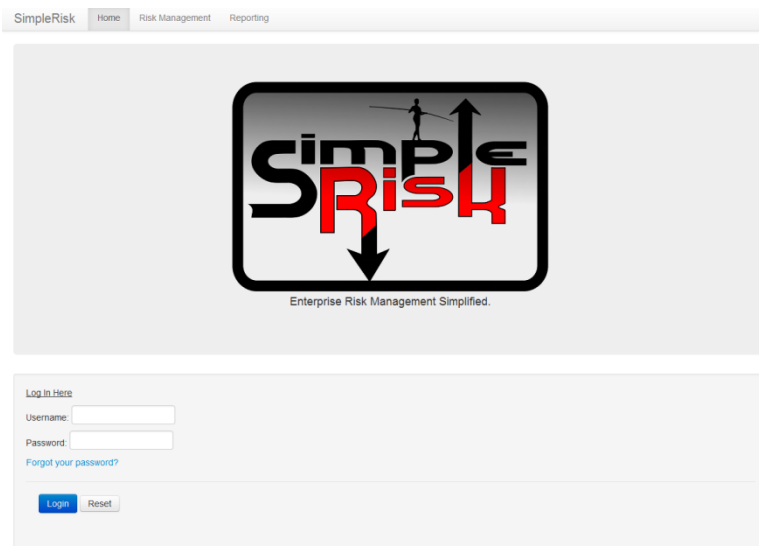 SimpleRisk Home Risk Management Reporting
Simple
Risk
Enterprise Risk Management Simplified.
Log In Here
Username:
Password:
Forgot your password?
Login Reset